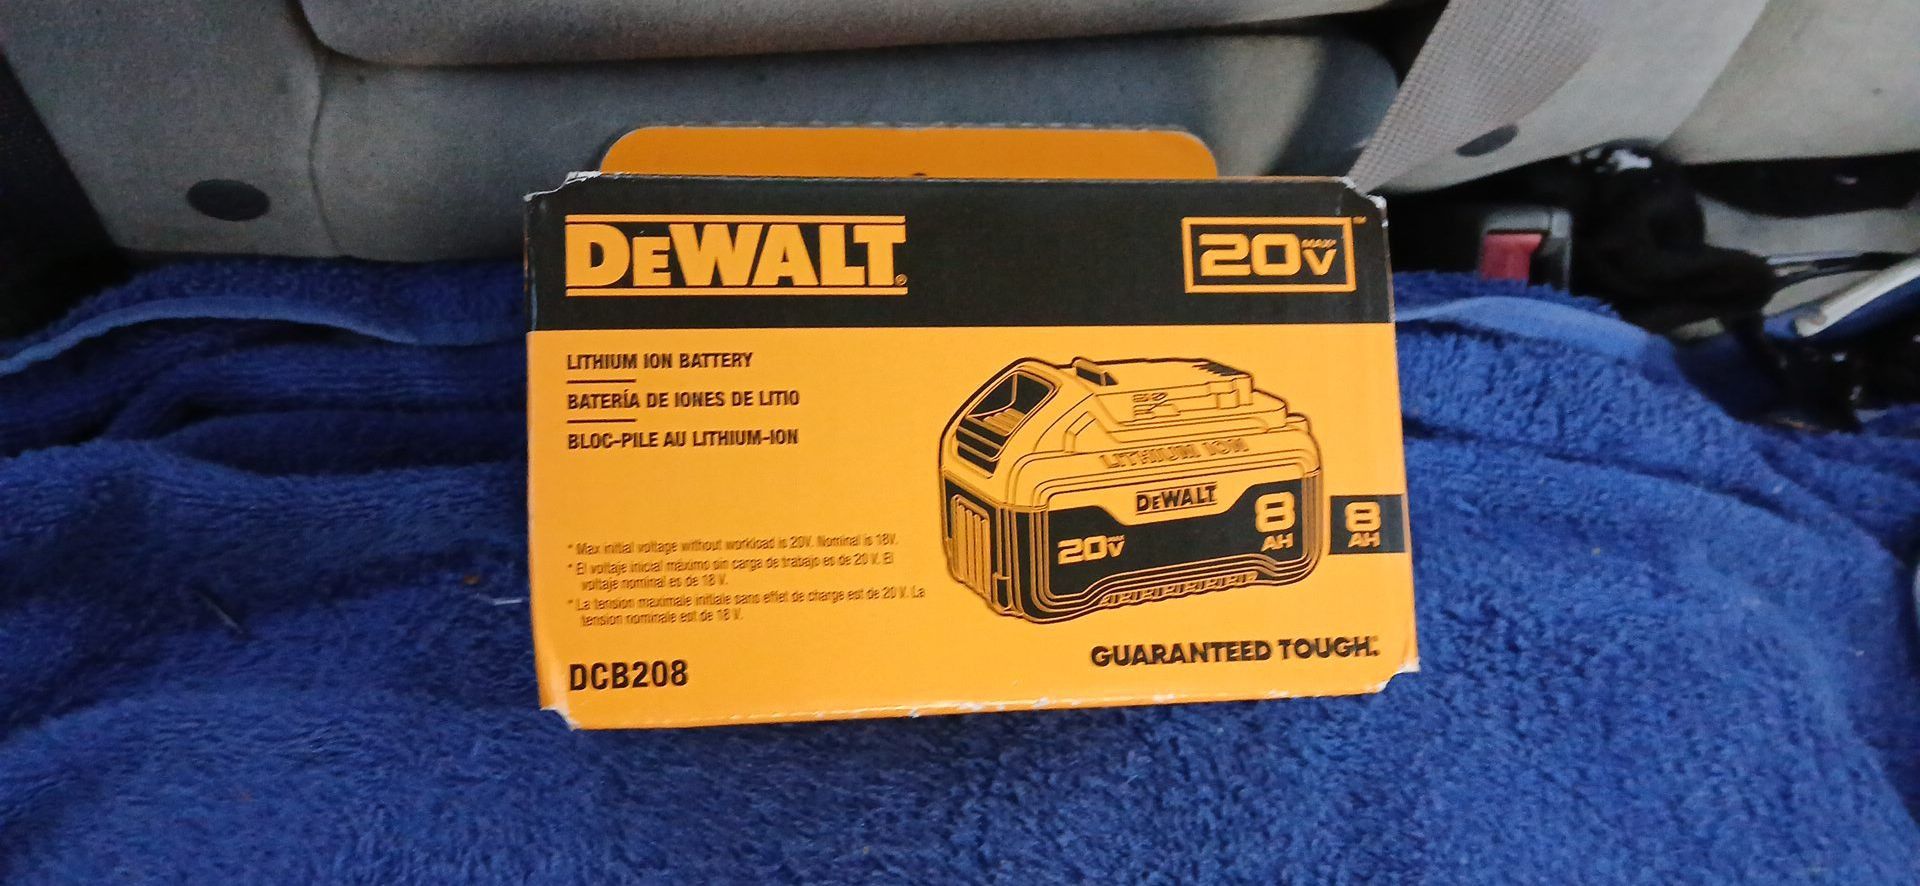 DEWALT®
20V MAX* ™
LITHIUM ION BATTERY
BATERÍA DE IONES DE LITIO
BLOC-PILE AU LITHIUM-ION
* Max initial voltage without workload is 20V. Nominal is 18V.
* El voltaje inicial máximo sin carga de trabajo es de 20 V. El
voltaje nominal es de 18 V.
* La tension maximale initiale sans effet de charge est de 20 V. La
tension nominale est de 18 V.
DCB208
LITHIUM ION
DEWALT
20V MAX
8
AH
8
AH
GUARANTEED TOUGH.®